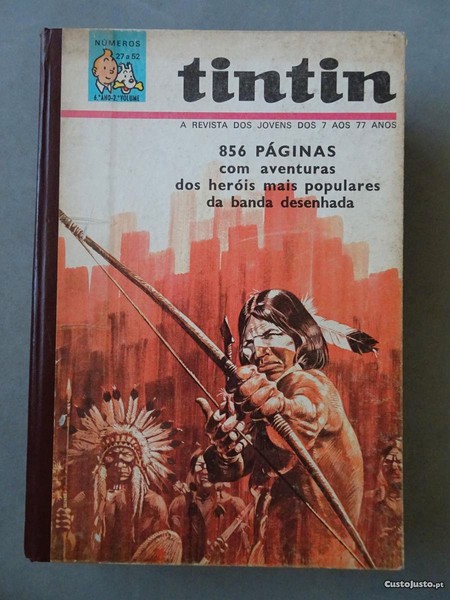 NÚMEROS
27 a 52
6.º ANO - 2.º VOLUME
tintin
A REVISTA DOS JOVENS DOS 7 AOS 77 ANOS
856 PÁGINAS
com aventuras
dos heróis mais populares
da banda desenhada
CustoJusto.pt